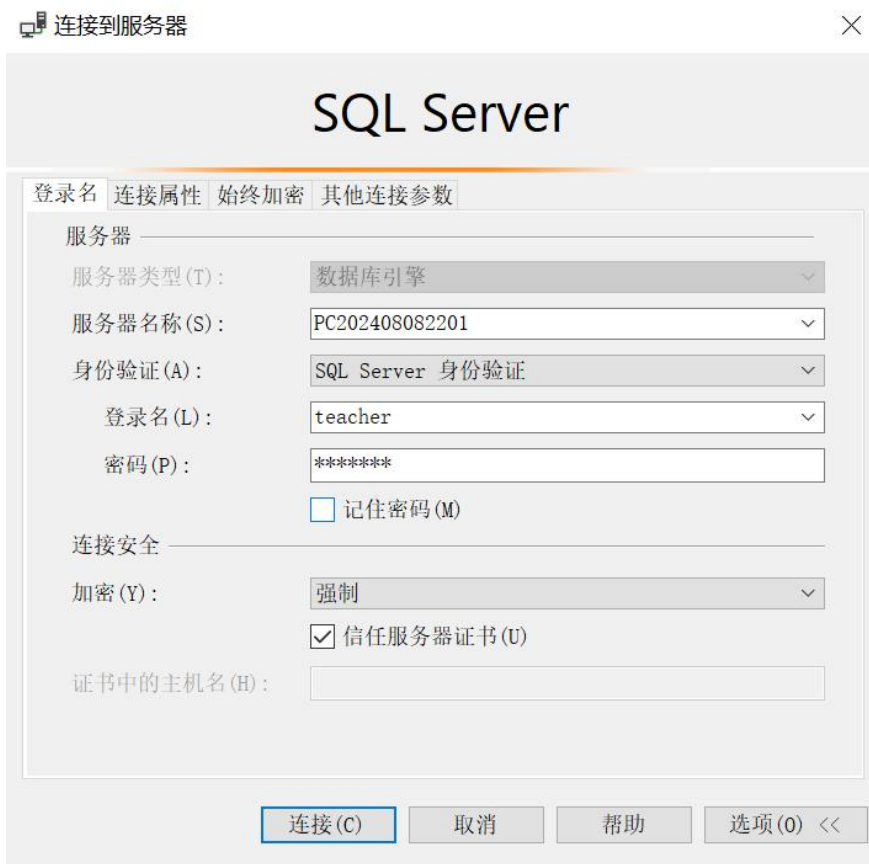 连接到服务器
SQL Server
登录名 连接属性 始终加密 其他连接参数
服务器
服务器类型(T): 数据库引擎
服务器名称(S): PC202408082201
身份验证(A): SQL Server 身份验证
登录名(L): teacher
密码(P): *******
记住密码(M)
连接安全
加密(Y): 强制
信任服务器证书(U)
证书中的主机名(H):
连接(C) 取消 帮助 选项(O) <<